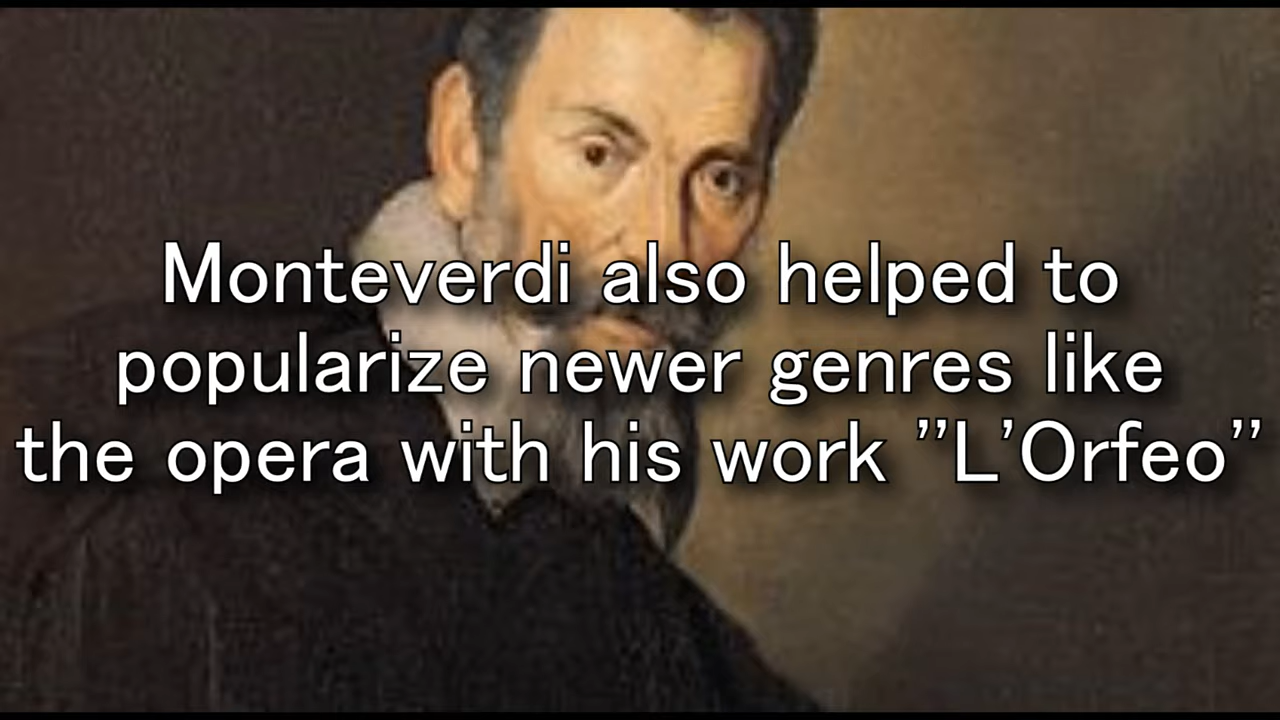 Monteverdi also helped to
popularize newer genres like
the opera with his work "L'Orfeo"